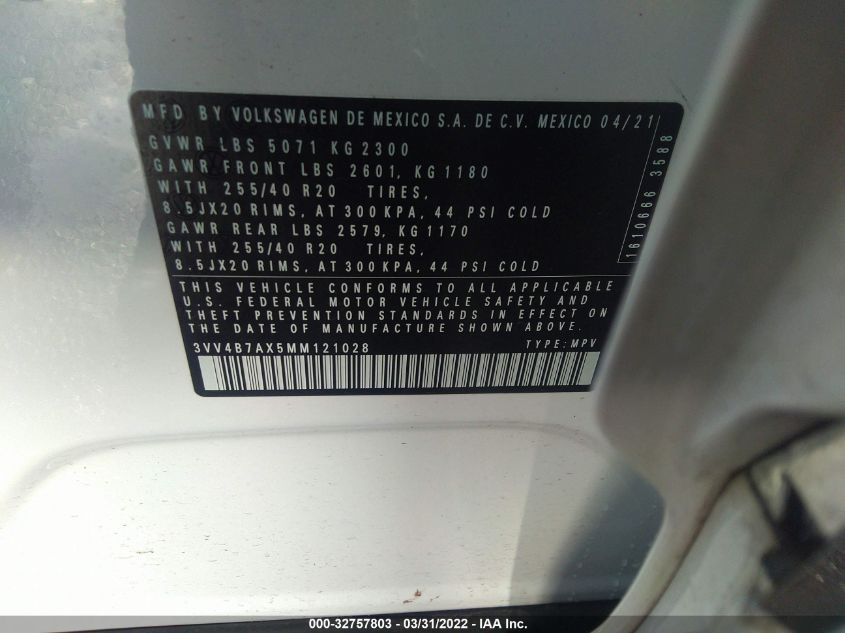 MFD BY VOLKSWAGEN DE MEXICO S.A. DE C.V. MEXICO 04/21
GVWR LBS 5071 KG 2300
GAWR FRONT LBS 2601, KG 1180
WITH 255/40 R20 TIRES,
8.5JX20 RIMS, AT 300 KPA, 44 PSI COLD
GAWR REAR LBS 2579, KG 1170
WITH 255/40 R20 TIRES,
8.5JX20 RIMS, AT 300 KPA, 44 PSI COLD
1610666 3588
THIS VEHICLE CONFORMS TO ALL APPLICABLE
U.S. FEDERAL MOTOR VEHICLE SAFETY AND
THEFT PREVENTION STANDARDS IN EFFECT ON
THE DATE OF MANUFACTURE SHOWN ABOVE.
3VV4B7AX5MM121028 TYPE: MPV
000-32757803 - 03/31/2022 - IAA Inc.